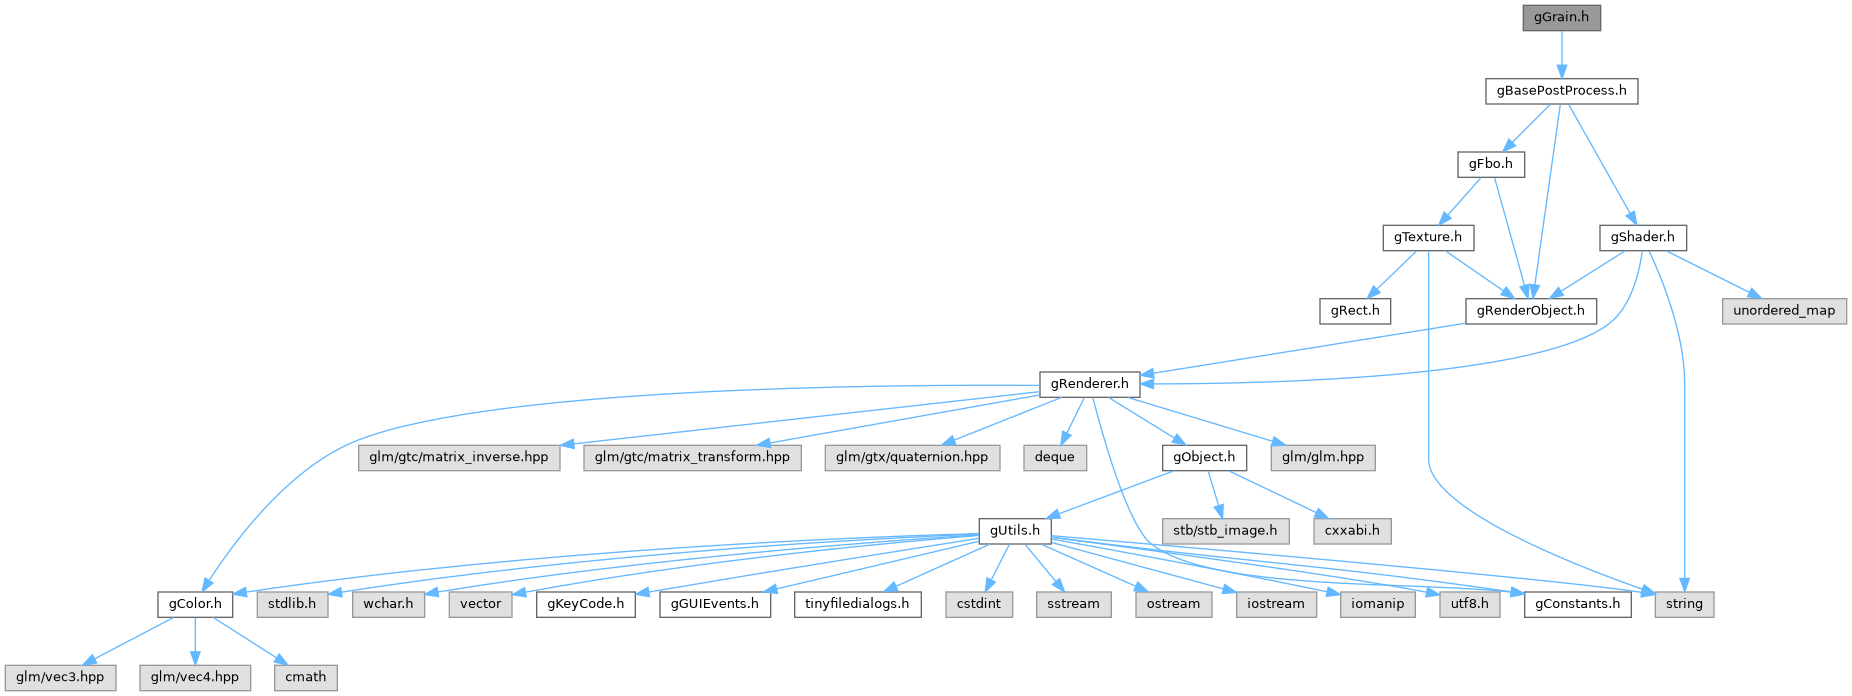 gGrain.h
gBasePostProcess.h
gFbo.h
gTexture.h
gShader.h
gRect.h
gRenderObject.h
unordered_map
gRenderer.h
glm/gtc/matrix_inverse.hpp
glm/gtc/matrix_transform.hpp
glm/gtx/quaternion.hpp
deque
gObject.h
glm/glm.hpp
gUtils.h
stb/stb_image.h
cxxabi.h
gColor.h
stdlib.h
wchar.h
vector
gKeyCode.h
gGUIEvents.h
tinyfiledialogs.h
cstdint
sstream
ostream
iostream
iomanip
utf8.h
gConstants.h
string
glm/vec3.hpp
glm/vec4.hpp
cmath